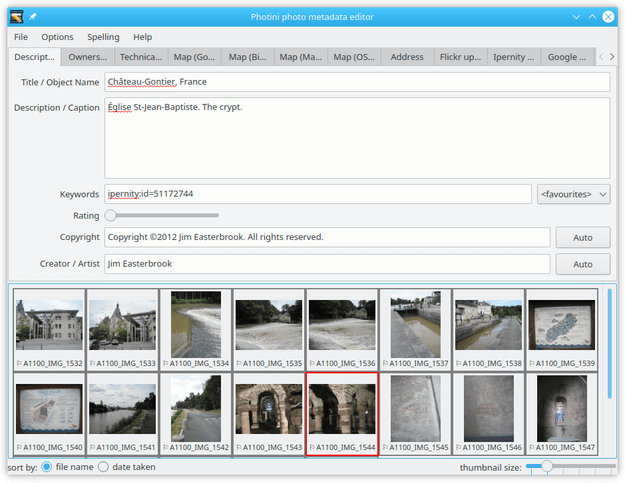 Photini photo metadata editor
File Options Spelling Help
Descript... Owners... Technica... Map (Go... Map (Bi... Map (Ma... Map (OS... Address Flickr up... Ipernity ... Google ...
Title / Object Name Château-Gontier, France
Description / Caption Église St-Jean-Baptiste. The crypt.
Keywords ipernity:id=51172744 <favourites>
Rating
Copyright Copyright ©2012 Jim Easterbrook. All rights reserved. Auto
Creator / Artist Jim Easterbrook Auto
A1100_IMG_1532 A1100_IMG_1533 A1100_IMG_1534 A1100_IMG_1535 A1100_IMG_1536 A1100_IMG_1537 A1100_IMG_1538 A1100_IMG_1539
A1100_IMG_1540 A1100_IMG_1541 A1100_IMG_1542 A1100_IMG_1543 A1100_IMG_1544 A1100_IMG_1545 A1100_IMG_1546 A1100_IMG_1547
sort by: file name date taken thumbnail size: